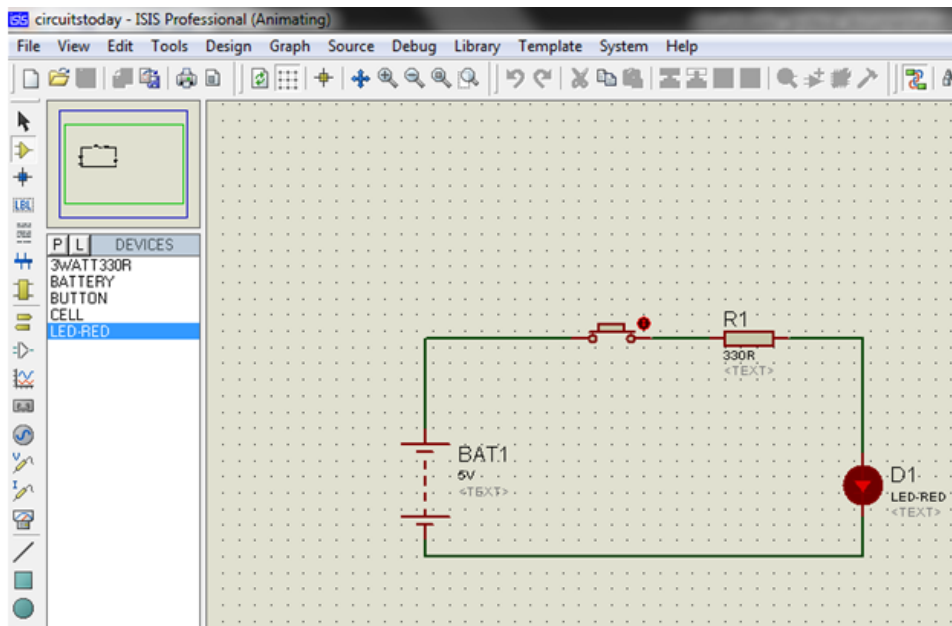 ISIS circuitstoday - ISIS Professional (Animating)
File View Edit Tools Design Graph Source Debug Library Template System Help
LBL
P L DEVICES
3WATT330R
BATTERY
BUTTON
CELL
LED-RED
R1
330R
<TEXT>
BAT1
5V
<TEXT>
D1
LED-RED
<TEXT>
V
I